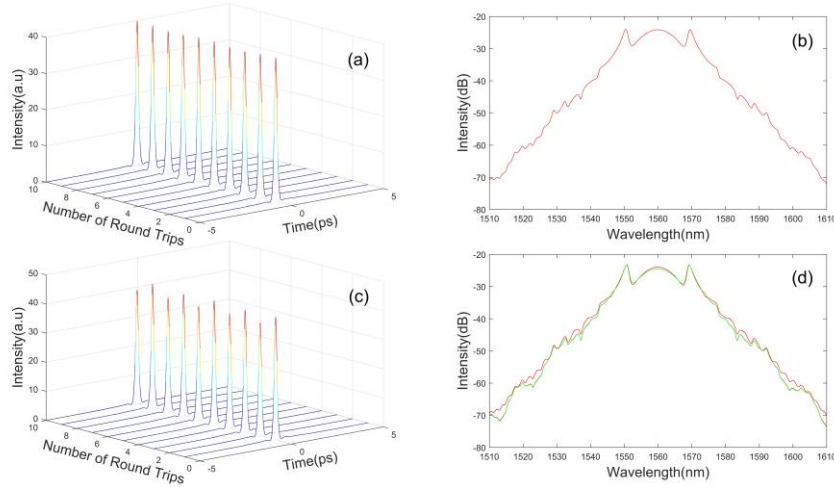 (a)
Intensity(a.u)
40
30
20
10
0
10
8
6
4
2
0
-5
0
5
Number of Round Trips
Time(ps)
(b)
Intensity(dB)
-20
-30
-40
-50
-60
-70
-80
1510 1520 1530 1540 1550 1560 1570 1580 1590 1600 1610
Wavelength(nm)
(c)
Intensity(a.u)
50
40
30
20
10
0
10
8
6
4
2
0
-5
0
5
Number of Round Trips
Time(ps)
(d)
Intensity(dB)
-20
-30
-40
-50
-60
-70
-80
1510 1520 1530 1540 1550 1560 1570 1580 1590 1600 1610
Wavelength(nm)